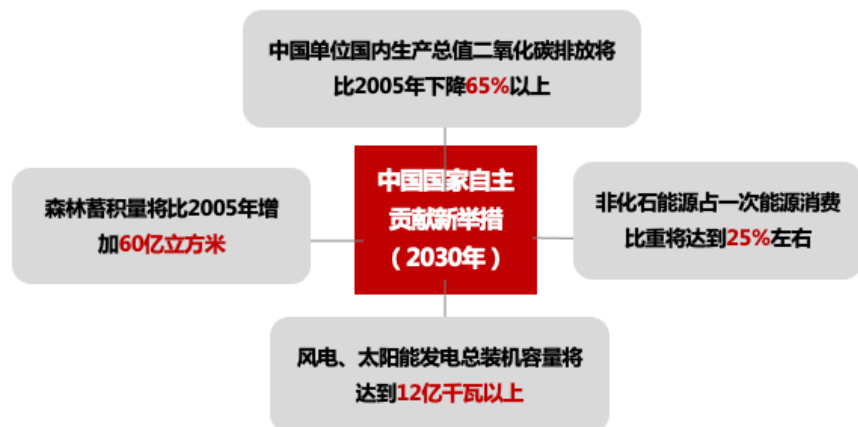 中国单位国内生产总值二氧化碳排放将
比2005年下降65%以上
中国国家自主
贡献新举措
（2030年）
森林蓄积量将比2005年增
加60亿立方米
非化石能源占一次能源消费
比重将达到25%左右
风电、太阳能发电总装机容量将
达到12亿千瓦以上